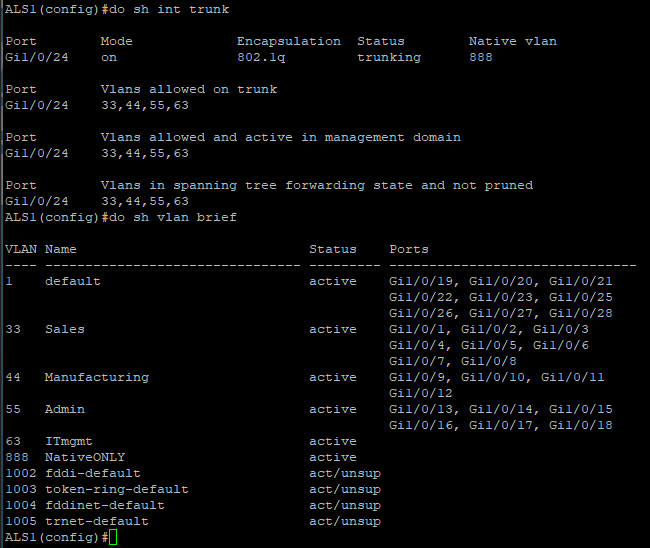 ALS1(config)#do sh int trunk
Port        Mode             Encapsulation  Status        Native vlan
Gi1/0/24    on               802.1q         trunking      888
Port        Vlans allowed on trunk
Gi1/0/24    33,44,55,63
Port        Vlans allowed and active in management domain
Gi1/0/24    33,44,55,63
Port        Vlans in spanning tree forwarding state and not pruned
Gi1/0/24    33,44,55,63
ALS1(config)#do sh vlan brief
VLAN Name                             Status    Ports
---- -------------------------------- --------- -------------------------------
1    default                          active    Gi1/0/19, Gi1/0/20, Gi1/0/21
                                                Gi1/0/22, Gi1/0/23, Gi1/0/25
                                                Gi1/0/26, Gi1/0/27, Gi1/0/28
33   Sales                            active    Gi1/0/1, Gi1/0/2, Gi1/0/3
                                                Gi1/0/4, Gi1/0/5, Gi1/0/6
                                                Gi1/0/7, Gi1/0/8
44   Manufacturing                    active    Gi1/0/9, Gi1/0/10, Gi1/0/11
                                                Gi1/0/12
55   Admin                            active    Gi1/0/13, Gi1/0/14, Gi1/0/15
                                                Gi1/0/16, Gi1/0/17, Gi1/0/18
63   ITmgmt                           active
888  NativeONLY                       active
1002 fddi-default                     act/unsup
1003 token-ring-default               act/unsup
1004 fddinet-default                  act/unsup
1005 trnet-default                    act/unsup
ALS1(config)#